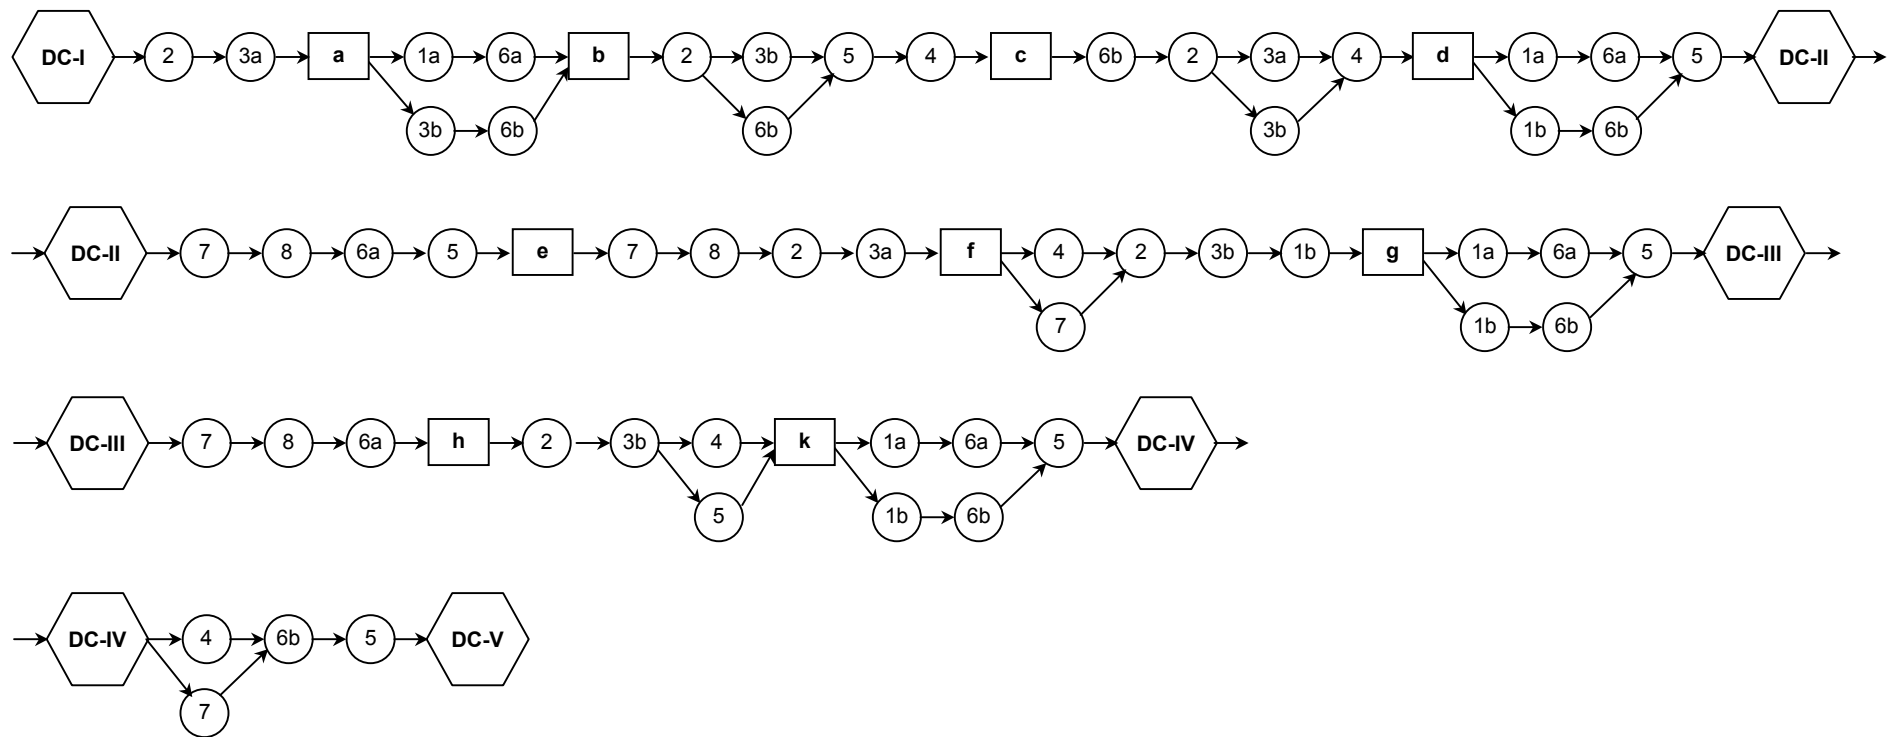 DC-I 2 3a a 1a 6a b 2 3b 5 4 c 6b 2 3a 4 d 1a 6a 5 DC-II
3b 6b 6b 3b 1b 6b
DC-II 7 8 6a 5 e 7 8 2 3a f 4 2 3b 1b g 1a 6a 5 DC-III
7 1b 6b
DC-III 7 8 6a h 2 3b 4 k 1a 6a 5 DC-IV
5 1b 6b
DC-IV 4 6b 5 DC-V
7